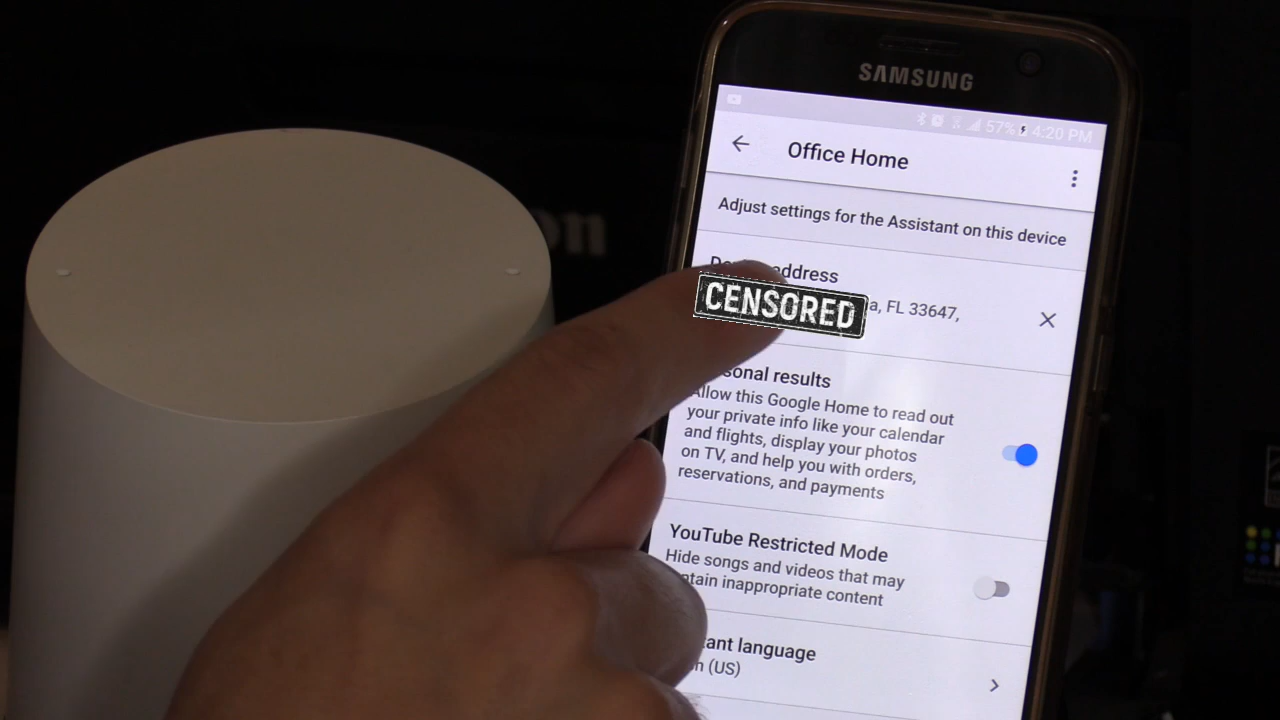 SAMSUNG
57% 4:20 PM
Office Home
Adjust settings for the Assistant on this device
address
CENSORED a, FL 33647,
sonal results
Allow this Google Home to read out
your private info like your calendar
and flights, display your photos
on TV, and help you with orders,
reservations, and payments
YouTube Restricted Mode
Hide songs and videos that may
ntain inappropriate content
tant language
n (US)
on